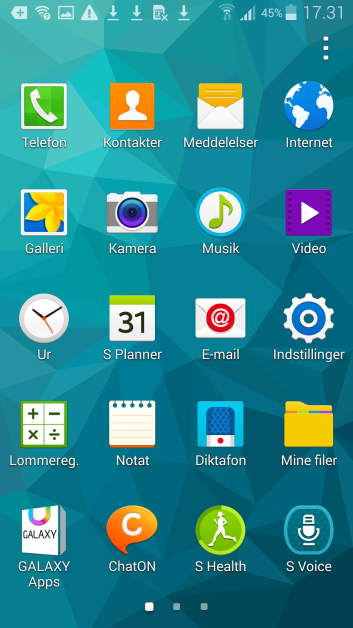 45% 17.31
Telefon Kontakter Meddelelser Internet
Galleri Kamera Musik Video
31
Ur S Planner E-mail Indstillinger
Lommereg. Notat Diktafon Mine filer
GALAXY
GALAXY Apps ChatON S Health S Voice